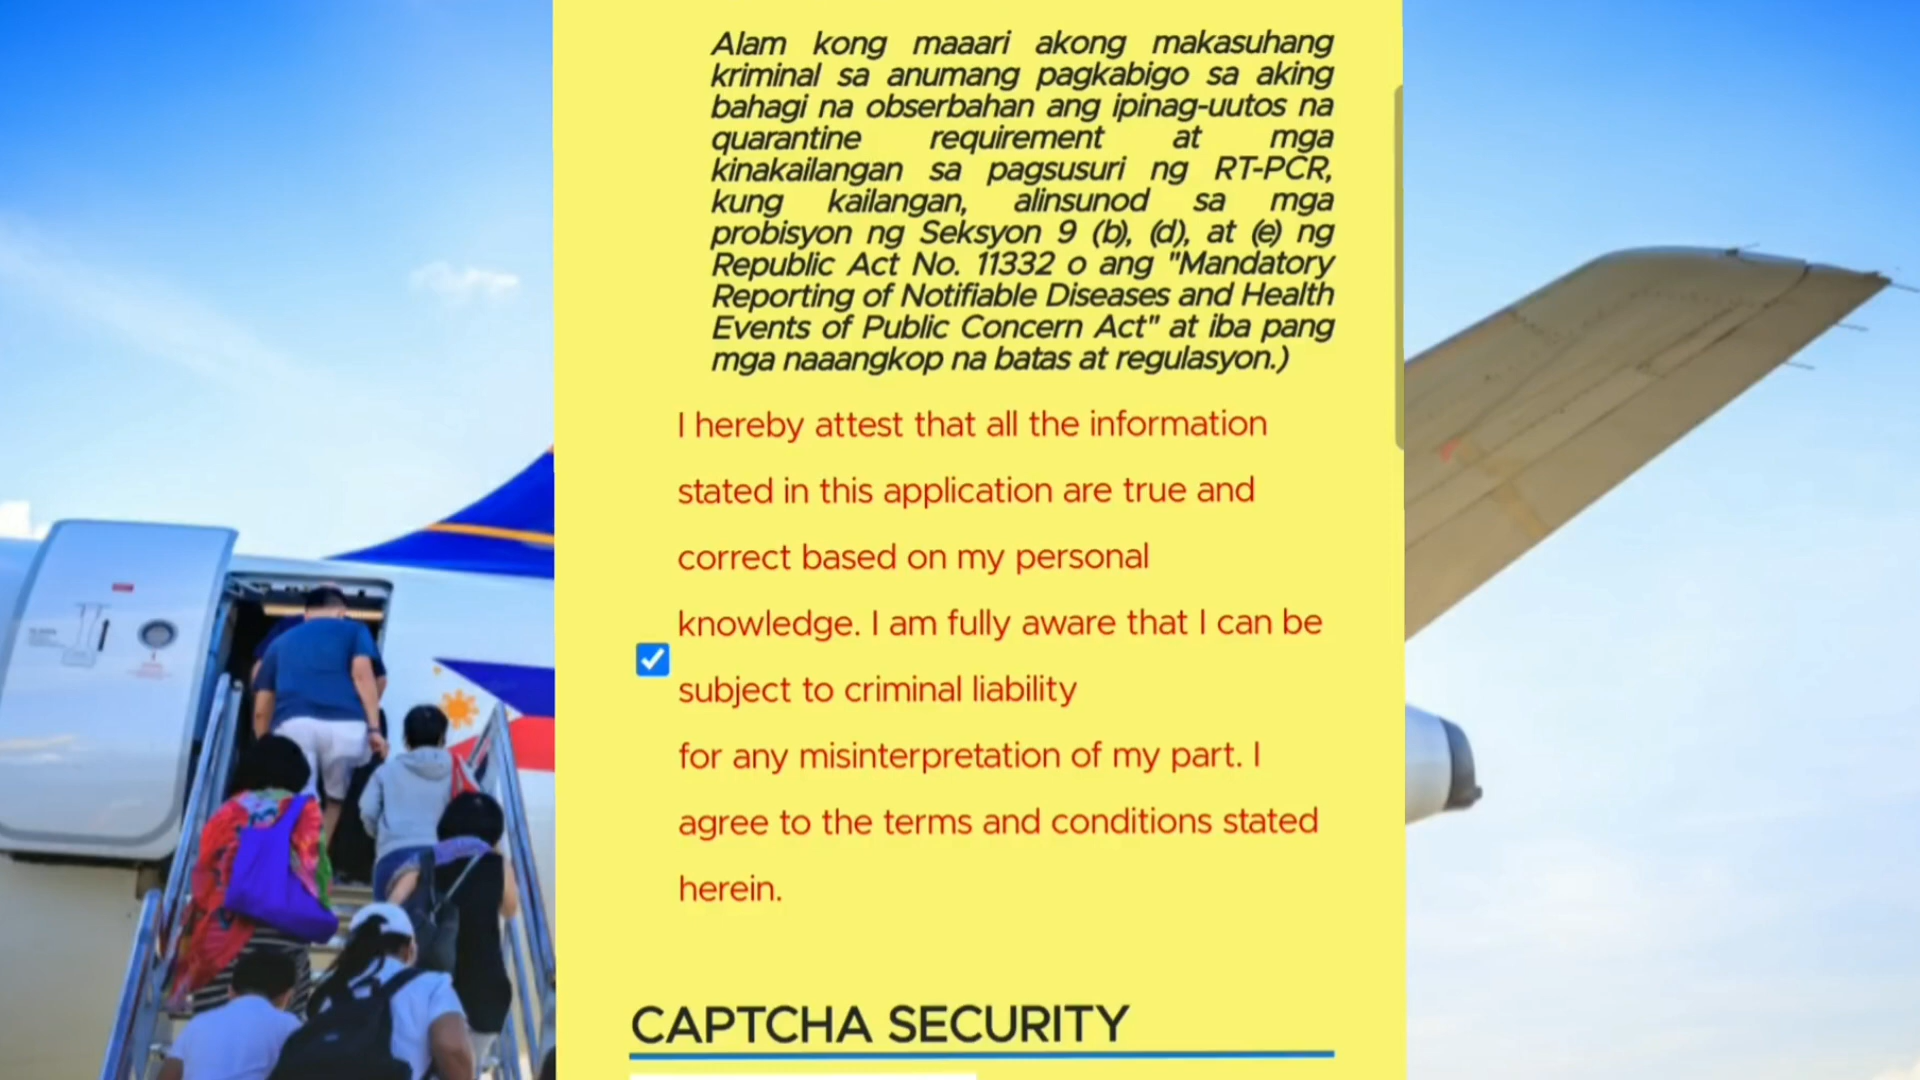 Alam kong maaari akong makasuhang
kriminal sa anumang pagkabigo sa aking
bahagi na obserbahan ang ipinag-uutos na
quarantine requirement at mga
kinakailangan sa pagsusuri ng RT-PCR,
kung kailangan, alinsunod sa mga
probisyon ng Seksyon 9 (b), (d), at (e) ng
Republic Act No. 11332 o ang "Mandatory
Reporting of Notifiable Diseases and Health
Events of Public Concern Act" at iba pang
mga naaangkop na batas at regulasyon.)
I hereby attest that all the information
stated in this application are true and
correct based on my personal
knowledge. I am fully aware that I can be
subject to criminal liability
for any misinterpretation of my part. I
agree to the terms and conditions stated
herein.
CAPTCHA SECURITY